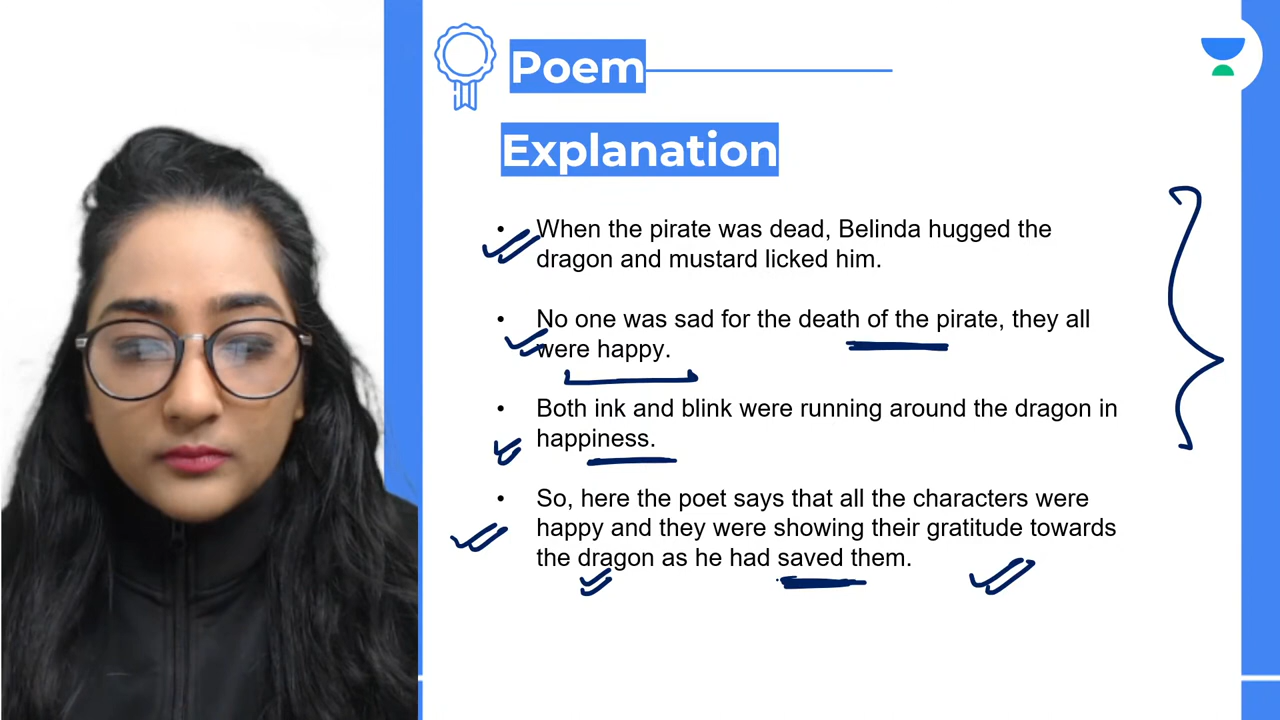 Poem
Explanation
• When the pirate was dead, Belinda hugged the
dragon and mustard licked him.
• No one was sad for the death of the pirate, they all
were happy.
• Both ink and blink were running around the dragon in
happiness.
• So, here the poet says that all the characters were
happy and they were showing their gratitude towards
the dragon as he had saved them.